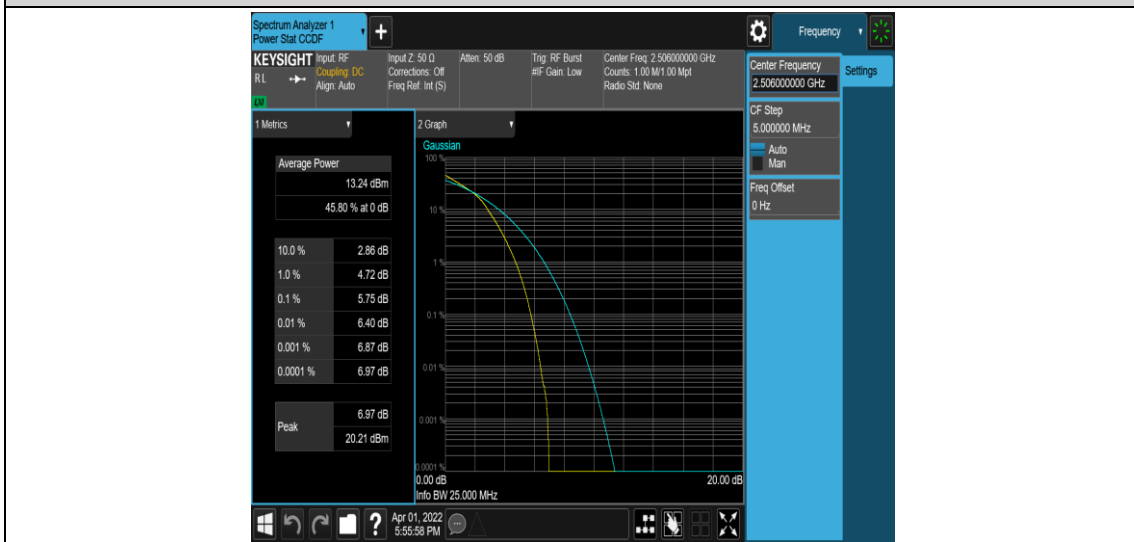 Spectrum Analyzer 1
Power Stat CCDF
+
Frequency
KEYSIGHT
RL
LXI
Input: RF
Coupling: DC
Align: Auto
Input Z: 50 Ω
Corrections: Off
Freq Ref: Int (S)
Atten: 50 dB
Trig: RF Burst
#IF Gain: Low
Center Freq: 2.506000000 GHz
Counts: 1.00 M/1.00 Mpt
Radio Std: None
Center Frequency
2.506000000 GHz
Settings
CF Step
5.000000 MHz
Auto
Man
Freq Offset
0 Hz
1 Metrics
Average Power
13.24 dBm
45.80 % at 0 dB
10.0 % 2.86 dB
1.0 % 4.72 dB
0.1 % 5.75 dB
0.01 % 6.40 dB
0.001 % 6.87 dB
0.0001 % 6.97 dB
Peak
6.97 dB
20.21 dBm
2 Graph
Gaussian
100 %
10 %
1 %
0.1 %
0.01 %
0.001 %
0.0001 %
0.00 dB 20.00 dB
Info BW 25.000 MHz
?
Apr 01, 2022
5:55:58 PM